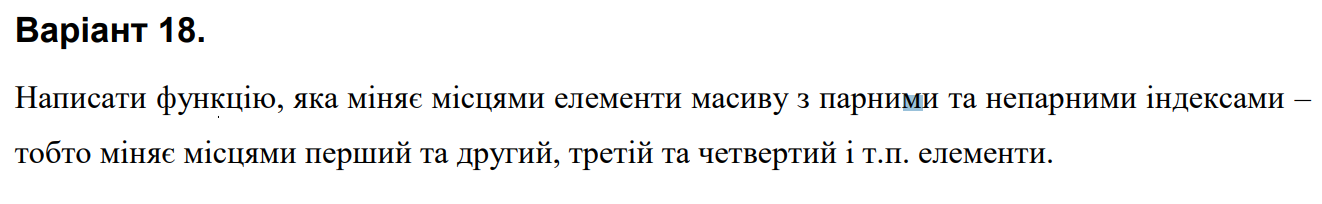 Варіант 18.
Написати функцію, яка міняє місцями елементи масиву з парними та непарними індексами –
тобто міняє місцями перший та другий, третій та четвертий і т.п. елементи.